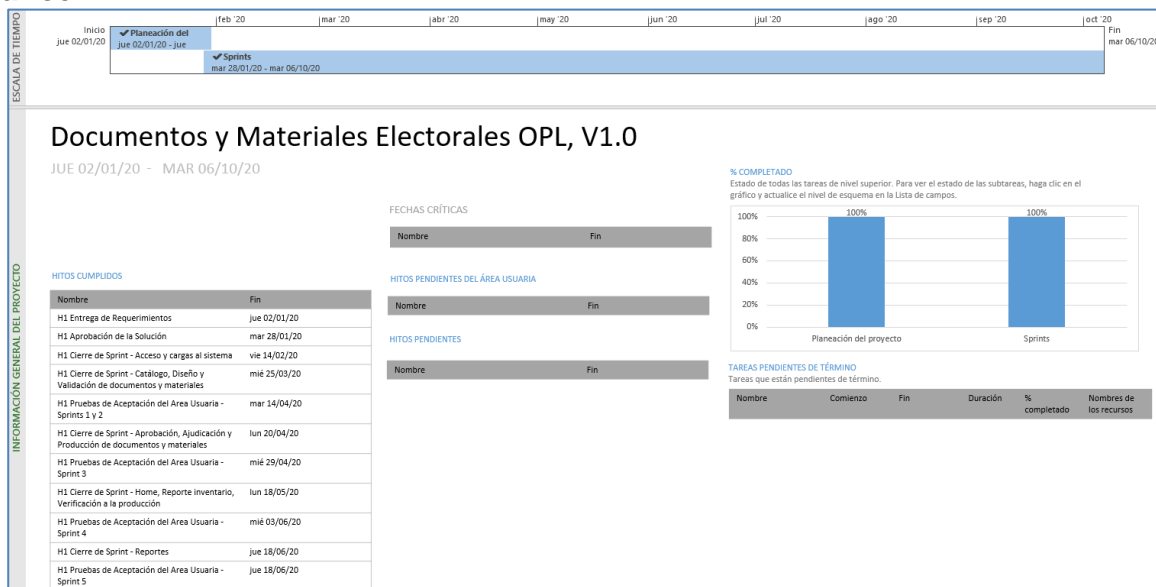 ESCALA DE TIEMPO
feb '20 mar '20 abr '20 may '20 jun '20 jul '20 ago '20 sep '20 oct '20
Inicio
jue 02/01/20
✔Planeación del
jue 02/01/20 - jue
✔Sprints
mar 28/01/20 - mar 06/10/20
Fin
mar 06/10/20
INFORMACIÓN GENERAL DEL PROYECTO
Documentos y Materiales Electorales OPL, V1.0
JUE 02/01/20 - MAR 06/10/20
HITOS CUMPLIDOS
Nombre Fin
H1 Entrega de Requerimientos jue 02/01/20
H1 Aprobación de la Solución mar 28/01/20
H1 Cierre de Sprint - Acceso y cargas al sistema vie 14/02/20
H1 Cierre de Sprint - Catálogo, Diseño y mié 25/03/20
Validación de documentos y materiales
H1 Pruebas de Aceptación del Area Usuaria - mar 14/04/20
Sprints 1 y 2
H1 Cierre de Sprint - Aprobación, Ajudicación y lun 20/04/20
Producción de documentos y materiales
H1 Pruebas de Aceptación del Area Usuaria - mié 29/04/20
Sprint 3
H1 Cierre de Sprint - Home, Reporte inventario, lun 18/05/20
Verificación a la producción
H1 Pruebas de Aceptación del Area Usuaria - mié 03/06/20
Sprint 4
H1 Cierre de Sprint - Reportes jue 18/06/20
H1 Pruebas de Aceptación del Area Usuaria - jue 18/06/20
Sprint 5
FECHAS CRÍTICAS
Nombre Fin
HITOS PENDIENTES DEL ÁREA USUARIA
Nombre Fin
HITOS PENDIENTES
Nombre Fin
% COMPLETADO
Estado de todas las tareas de nivel superior. Para ver el estado de las subtareas, haga clic en el
gráfico y actualice el nivel de esquema en la Lista de campos.
100%
80%
60%
40%
20%
0%
100% 100%
Planeación del proyecto Sprints
TAREAS PENDIENTES DE TÉRMINO
Tareas que están pendientes de término.
Nombre Comienzo Fin Duración % Nombres de
completado los recursos